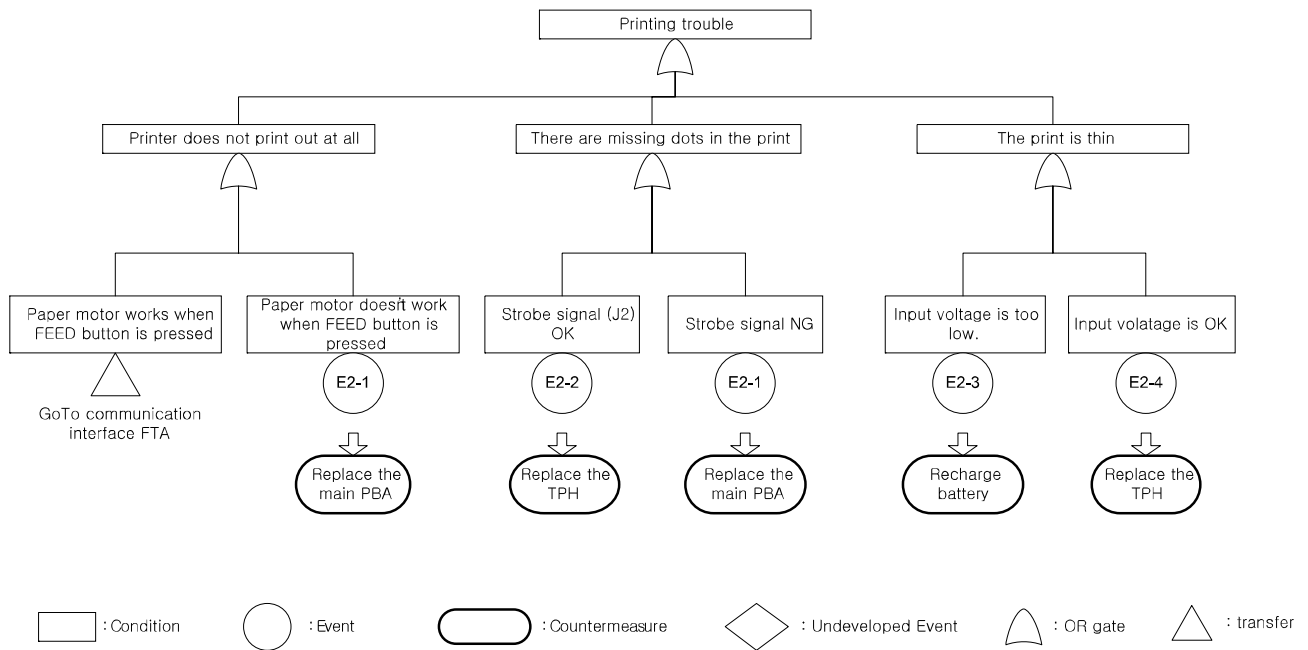 Printing trouble
Printer does not print out at all
There are missing dots in the print
The print is thin
Paper motor works when
FEED button is pressed
Paper motor doesn't work
when FEED button is
pressed
Strobe signal (J2)
OK
Strobe signal NG
Input voltage is too
low.
Input volatage is OK
GoTo communication
interface FTA
E2-1
E2-2
E2-1
E2-3
E2-4
Replace the
main PBA
Replace the
TPH
Replace the
main PBA
Recharge
battery
Replace the
TPH
: Condition
: Event
: Countermeasure
: Undeveloped Event
: OR gate
: transfer